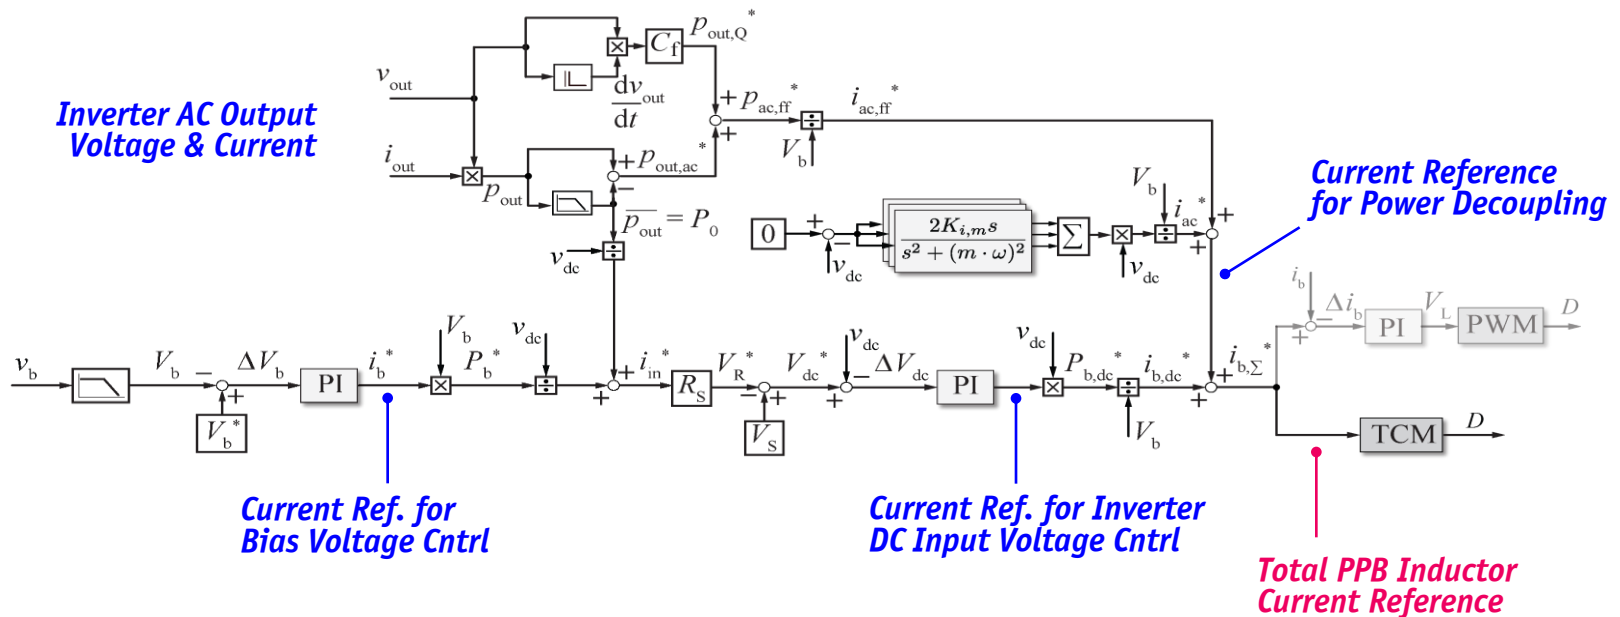 Inverter AC Output
Voltage & Current
v_out
i_out
×
C_f
p_out,Q*
dv_out
dt
×
p_out
+
−
p_out,ac*
p̄_out = P_0
÷
v_dc
+
+
p_ac,ff*
÷
V_b
i_ac,ff*
Current Reference
for Power Decoupling
0
+
−
v_dc
2K_i,m s
s² + (m · ω)²
Σ
×
v_dc
V_b
÷
i_ac*
+
+
v_b
V_b
−
+
V_b*
ΔV_b
PI
i_b*
V_b
×
P_b*
v_dc
÷
+
+
i_in*
R_S
V_R*
−
+
V_S
V_dc*
v_dc
−
+
ΔV_dc
PI
v_dc
×
P_b,dc*
÷
V_b
i_b,dc*
+
+
i_b,Σ*
i_b
−
+
Δi_b
PI
V_L
PWM
D
TCM
D
Current Ref. for
Bias Voltage Cntrl
Current Ref. for Inverter
DC Input Voltage Cntrl
Total PPB Inductor
Current Reference